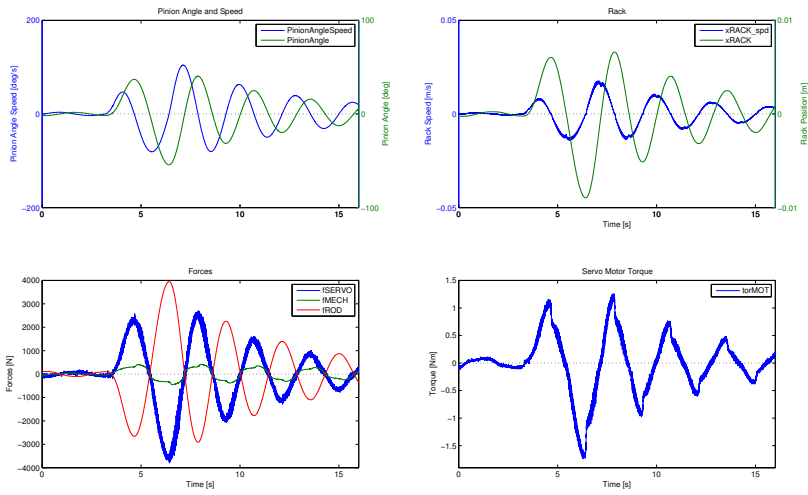 Pinion Angle and Speed
200
0
−200
Pinion Angle Speed [deg/s]
PinionAngleSpeed
PinionAngle
100
0
−100
Pinion Angle [deg]
0
5
10
15
Rack
0.05
0
−0.05
Rack Speed [m/s]
xRACK_spd
xRACK
0.01
0
−0.01
Rack Position [m]
0
5
10
15
Time [s]
Forces
4000
3000
2000
1000
0
−1000
−2000
−3000
−4000
Forces [N]
fSERVO
fMECH
fROD
0
5
10
15
Time [s]
Servo Motor Torque
1.5
1
0.5
0
−0.5
−1
−1.5
Torque [Nm]
torMOT
0
5
10
15
Time [s]